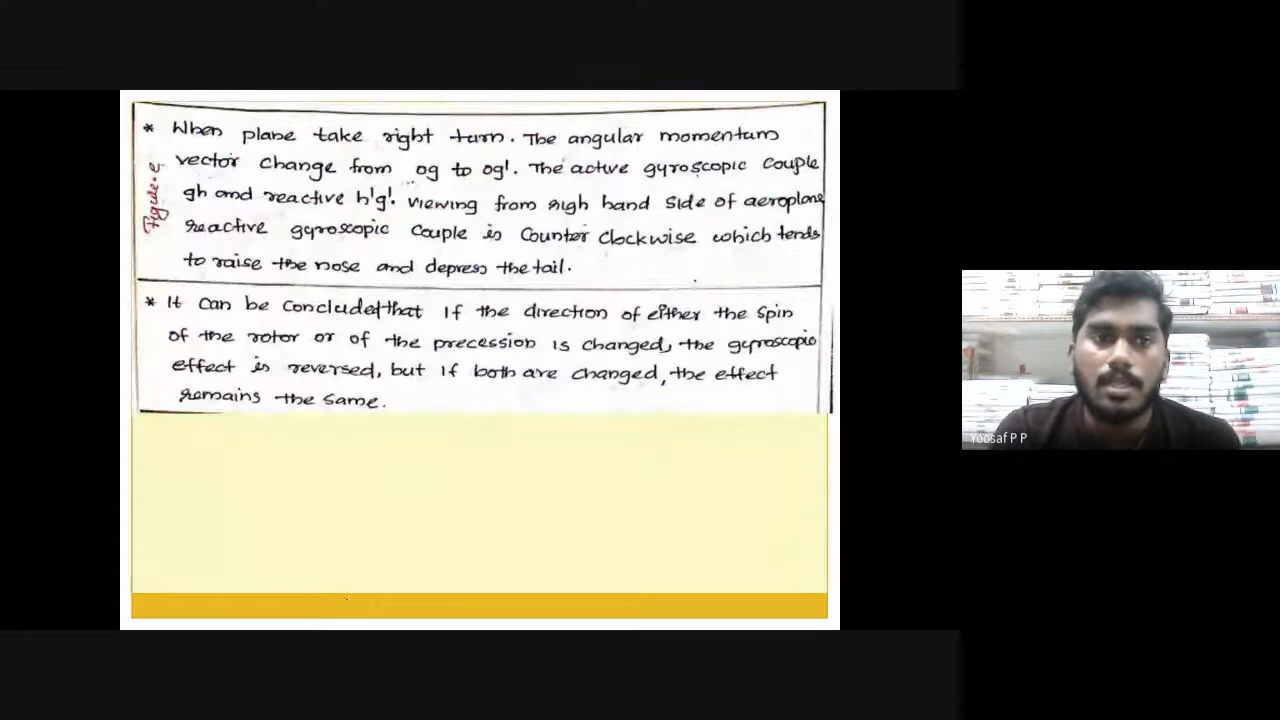 * When plane take right turn. The angular momentum
vector change from og to og'. The active gyroscopic couple
gh and reactive h'g'. viewing from righ hand side of aeroplane
reactive gyroscopic couple is counter clockwise which tends
to raise the nose and depress the tail.
Figure.e
* It can be concluded that if the direction of either the spin
of the rotor or of the precession is changed, the gyroscopic
effect is reversed, but if both are changed, the effect
remains the same.
Yoosaf P P